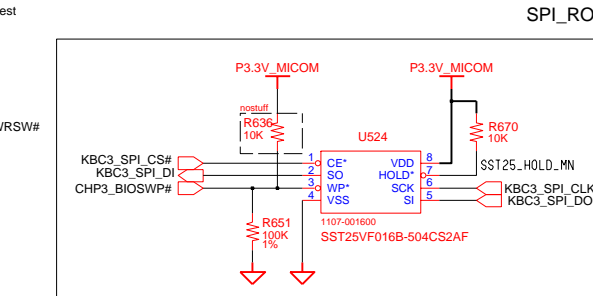 est
SPI_RO
P3.3V_MICOM
P3.3V_MICOM
nostuff
R636
10K
R670
10K
WRSW#
U524
KBC3_SPI_CS#
1
CE*
VDD
8
SST25_HOLD_MN
KBC3_SPI_DI
2
SO
HOLD*
7
CHP3_BIOSWP#
3
WP*
SCK
6
KBC3_SPI_CLK
4
VSS
SI
5
KBC3_SPI_DO
R651
100K
1%
1107-001600
SST25VF016B-504CS2AF